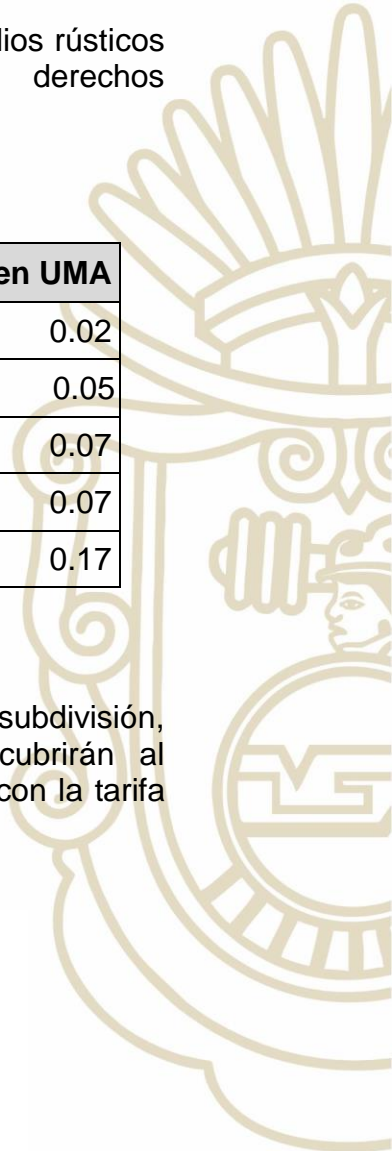 dios rústicos
derechos
en UMA
0.02
0.05
0.07
0.07
0.17
subdivisión,
cubrirán al
con la tarifa